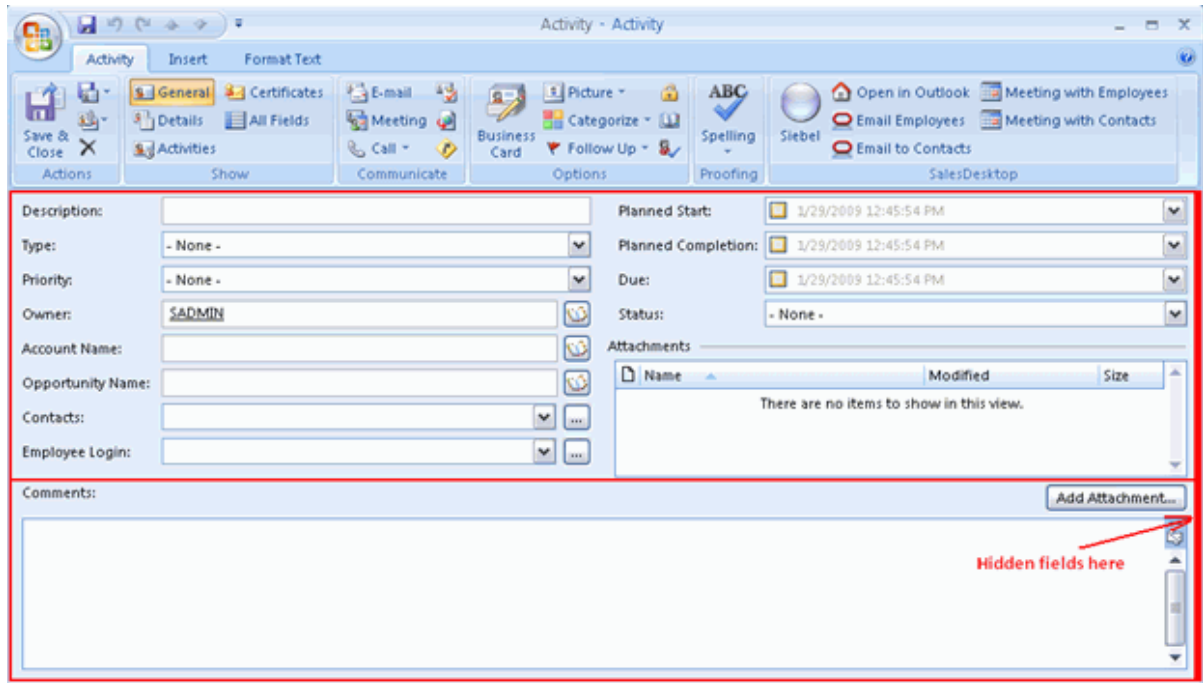 Activity - Activity
Activity Insert Format Text
Save & Close
General Certificates
Details All Fields
Activities
E-mail
Meeting
Call
Business Card
Picture
Categorize
Follow Up
ABC
Spelling
Siebel
Open in Outlook Meeting with Employees
Email Employees Meeting with Contacts
Email to Contacts
Actions Show Communicate Options Proofing SalesDesktop
Description:
Type: - None -
Priority: - None -
Owner: SADMIN
Account Name:
Opportunity Name:
Contacts:
Employee Login:
Planned Start: 1/29/2009 12:45:54 PM
Planned Completion: 1/29/2009 12:45:54 PM
Due: 1/29/2009 12:45:54 PM
Status: - None -
Attachments
Name Modified Size
There are no items to show in this view.
Comments: Add Attachment...
Hidden fields here